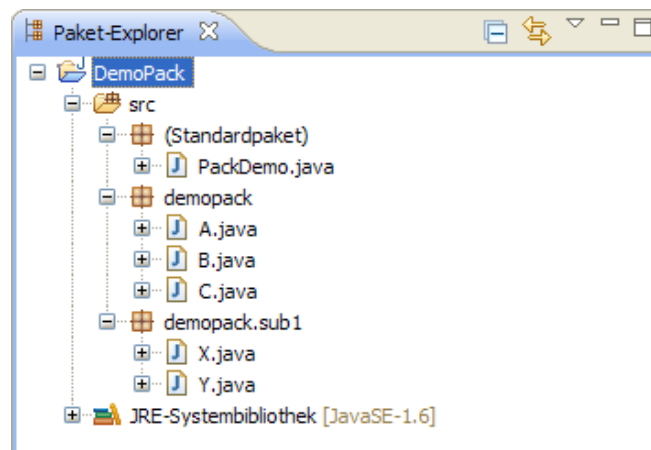 Paket-Explorer
DemoPack
src
(Standardpaket)
PackDemo.java
demopack
A.java
B.java
C.java
demopack.sub1
X.java
Y.java
JRE-Systembibliothek [JavaSE-1.6]